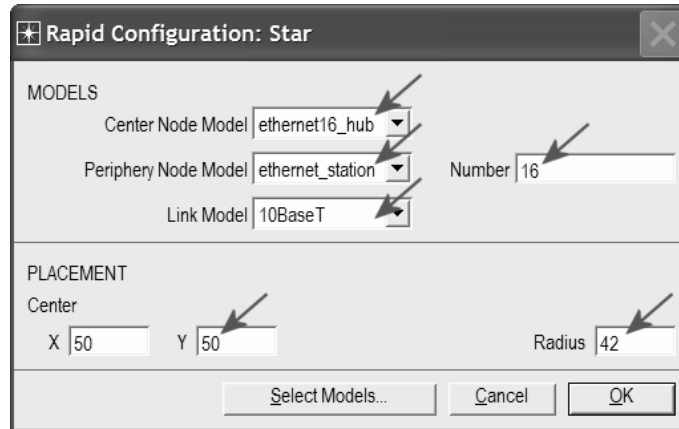 Rapid Configuration: Star
MODELS
Center Node Model ethernet16_hub
Periphery Node Model ethernet_station Number 16
Link Model 10BaseT
PLACEMENT
Center
X 50 Y 50 Radius 42
Select Models... Cancel OK